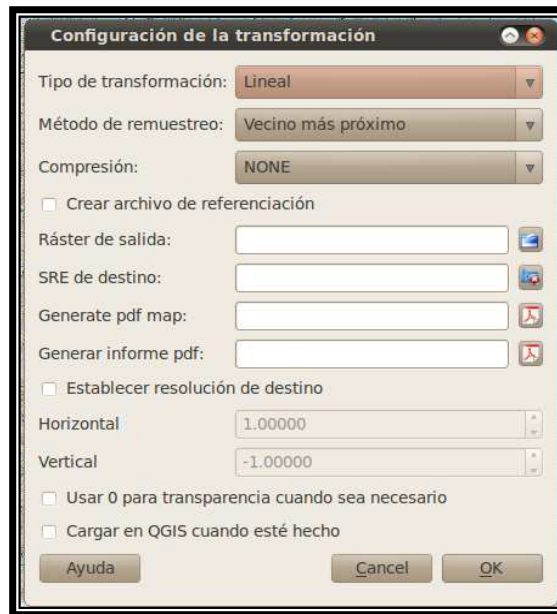 Configuración de la transformación
Tipo de transformación: Lineal
Método de remuestreo: Vecino más próximo
Compresión: NONE
Crear archivo de referenciación
Ráster de salida:
SRE de destino:
Generate pdf map:
Generar informe pdf:
Establecer resolución de destino
Horizontal 1.00000
Vertical -1.00000
Usar 0 para transparencia cuando sea necesario
Cargar en QGIS cuando esté hecho
Ayuda Cancel OK